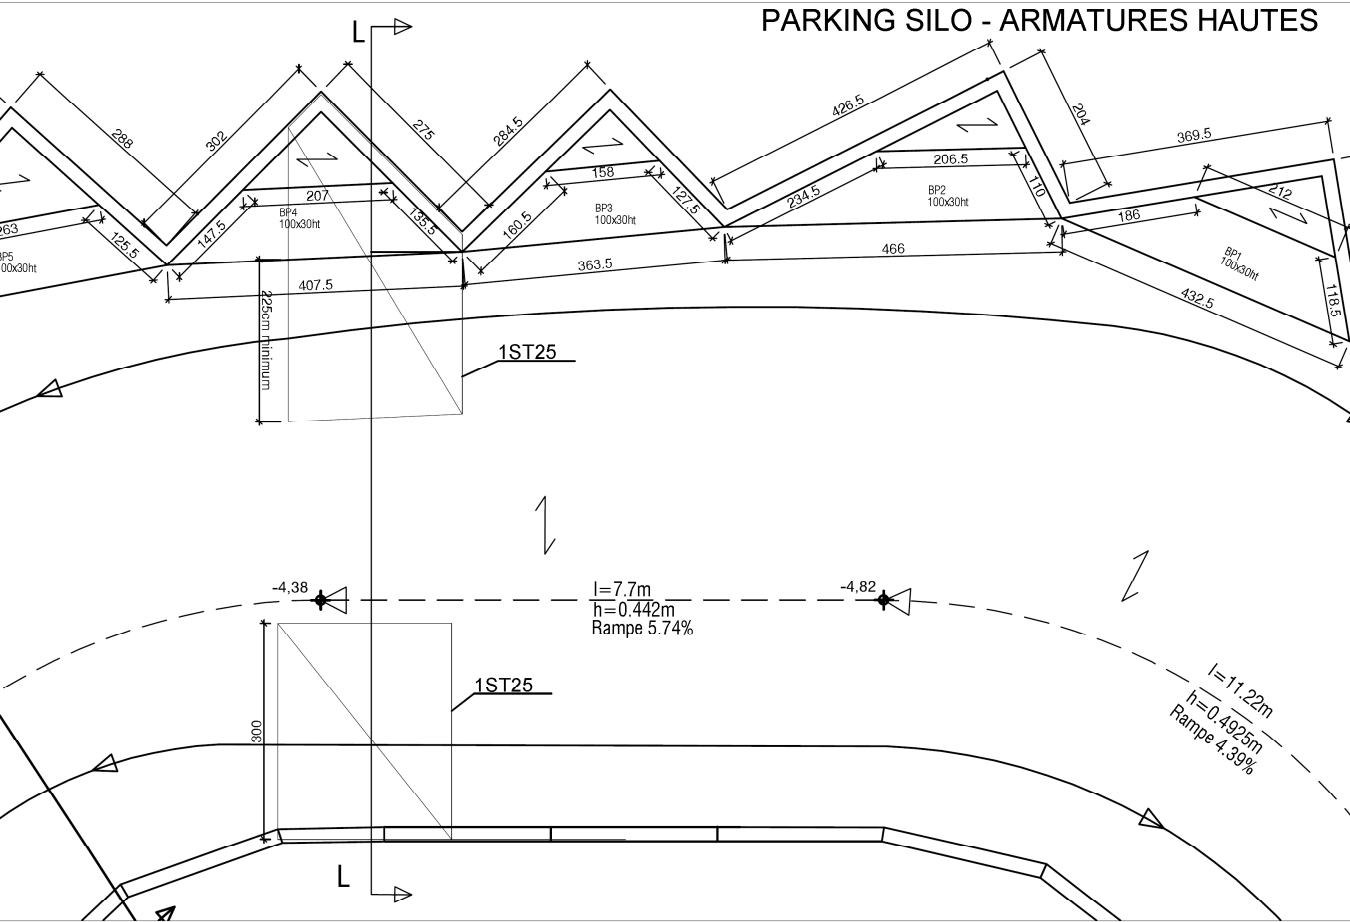 PARKING SILO - ARMATURES HAUTES
L
288
302
275
284.5
426.5
204
369.5
263
125.5
147.5
207
135.5
160.5
158
127.5
234.5
206.5
110
186
212
118.5
BP4
100x30ht
BP3
100x30ht
BP2
100x30ht
BP1
100x30ht
407.5
363.5
466
432.5
225cm minimum
1ST25
-4,38
-4,82
l=7.7m
h=0.442m
Rampe 5.74%
1ST25
300
l=11.22m
h=0.4925m
Rampe 4.39%
L